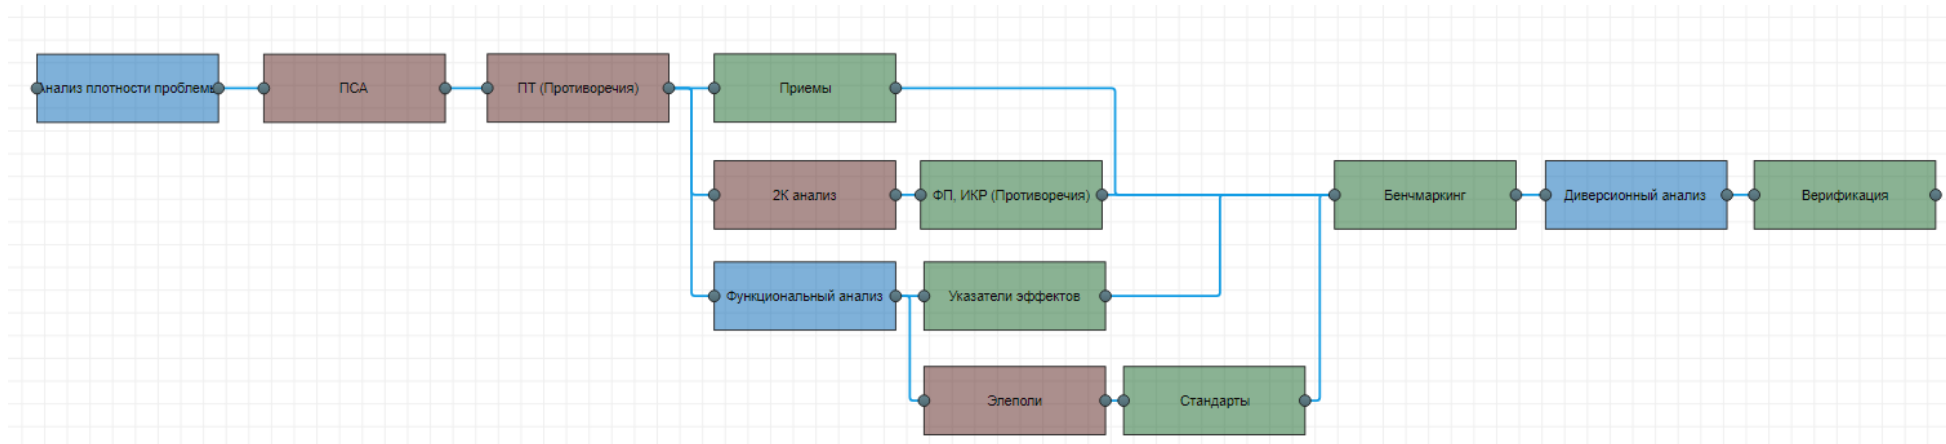 Анализ плотности проблемы
ПСА
ПТ (Противоречия)
Приемы
2К анализ
ФП, ИКР (Противоречия)
Бенчмаркинг
Диверсионный анализ
Верификация
Функциональный анализ
Указатели эффектов
Элеполи
Стандарты